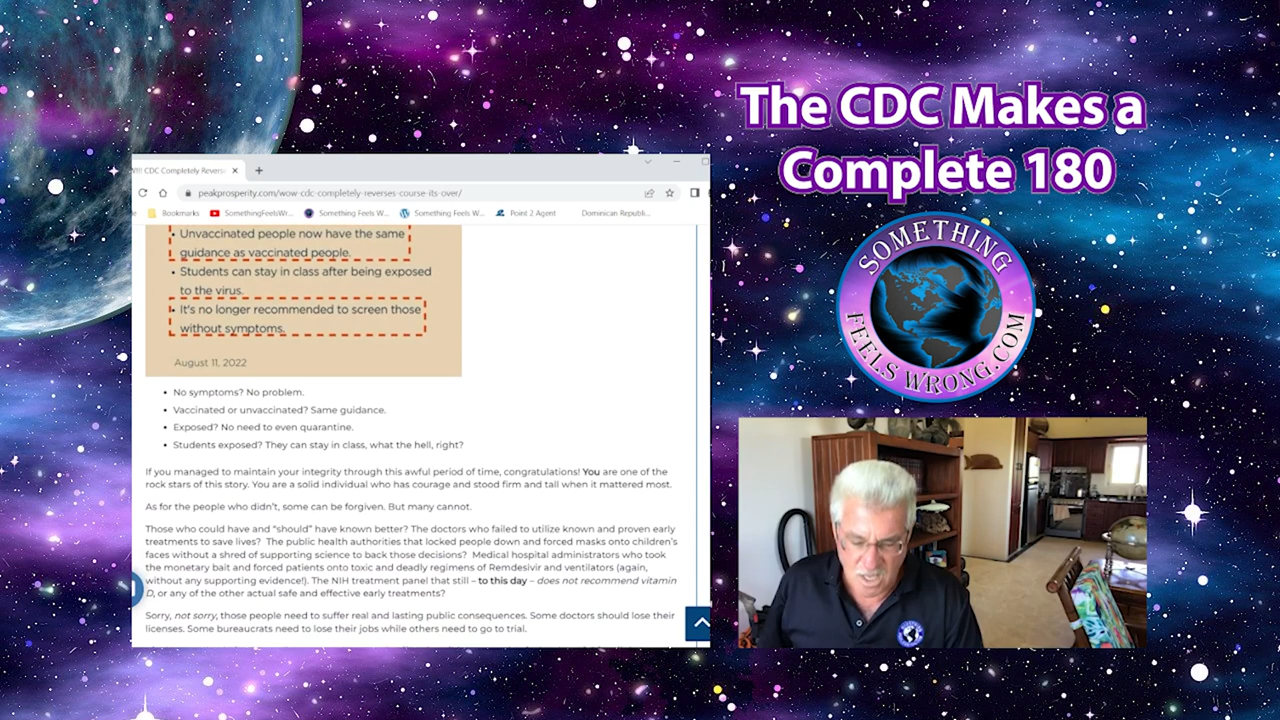 The CDC Makes a
Complete 180
SOMETHING
FEELS WRONG.COM
CDC Completely Reverse
peakprosperity.com/wow-cdc-completely-reverses-course-its-over/
Bookmarks SomethingFeelsWr... Something Feels W... Something Feels W... Point 2 Agent Dominican Republi...
• Unvaccinated people now have the same
guidance as vaccinated people.
• Students can stay in class after being exposed
to the virus.
• It's no longer recommended to screen those
without symptoms.
August 11, 2022
• No symptoms? No problem.
• Vaccinated or unvaccinated? Same guidance.
• Exposed? No need to even quarantine.
• Students exposed? They can stay in class, what the hell, right?
If you managed to maintain your integrity through this awful period of time, congratulations! You are one of the
rock stars of this story. You are a solid individual who has courage and stood firm and tall when it mattered most.
As for the people who didn't, some can be forgiven. But many cannot.
Those who could have and "should" have known better? The doctors who failed to utilize known and proven early
treatments to save lives? The public health authorities that locked people down and forced masks onto children's
faces without a shred of supporting science to back those decisions? Medical hospital administrators who took
the monetary bait and forced patients onto toxic and deadly regimens of Remdesivir and ventilators (again,
without any supporting evidence!). The NIH treatment panel that still – to this day – does not recommend vitamin
D, or any of the other actual safe and effective early treatments?
Sorry, not sorry, those people need to suffer real and lasting public consequences. Some doctors should lose their
licenses. Some bureaucrats need to lose their jobs while others need to go to trial.